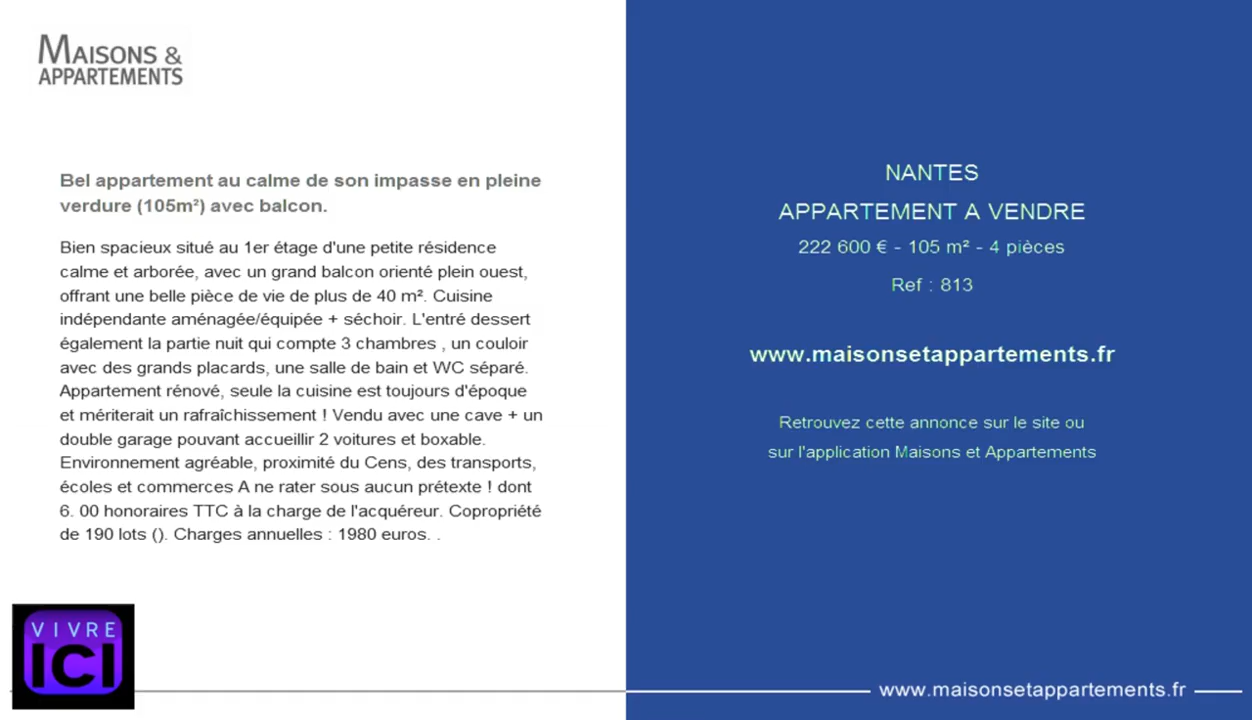 MAISONS &
APPARTEMENTS
Bel appartement au calme de son impasse en pleine
verdure (105m²) avec balcon.
Bien spacieux situé au 1er étage d'une petite résidence
calme et arborée, avec un grand balcon orienté plein ouest,
offrant une belle pièce de vie de plus de 40 m². Cuisine
indépendante aménagée/équipée + séchoir. L'entré dessert
également la partie nuit qui compte 3 chambres , un couloir
avec des grands placards, une salle de bain et WC séparé.
Appartement rénové, seule la cuisine est toujours d'époque
et mériterait un rafraîchissement ! Vendu avec une cave + un
double garage pouvant accueillir 2 voitures et boxable.
Environnement agréable, proximité du Cens, des transports,
écoles et commerces A ne rater sous aucun prétexte ! dont
6. 00 honoraires TTC à la charge de l'acquéreur. Copropriété
de 190 lots (). Charges annuelles : 1980 euros. .
VIVRE
ICI
NANTES
APPARTEMENT A VENDRE
222 600 € - 105 m² - 4 pièces
Ref : 813
www.maisonsetappartements.fr
Retrouvez cette annonce sur le site ou
sur l'application Maisons et Appartements
www.maisonsetappartements.fr